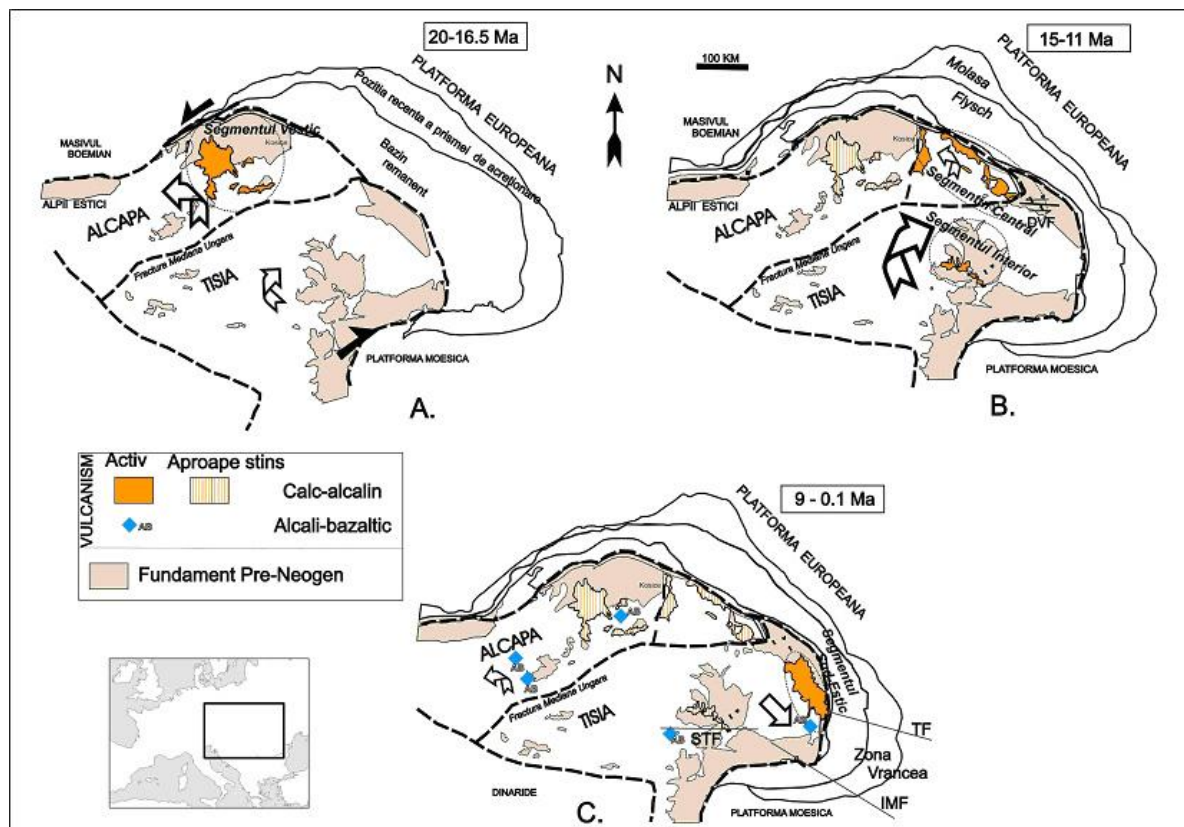 20-16.5 Ma
PLATFORMA EUROPEANA
Pozitia recenta a prismei de acreționare
Segmentul Vestic
Kosice
MASIVUL
BOEMIAN
Bazin
remanent
ALPII ESTICI
ALCAPA
Fractura Mediana Ungara
TISIA
PLATFORMA MOESICA
A.
N
15-11 Ma
100 KM
PLATFORMA EUROPEANA
Molasa
Flysch
MASIVUL
BOEMIAN
Kosice
ALPII ESTICI
Segmentul Central
DVF
ALCAPA
Segmentul Interior
Fractura Mediana Ungara
TISIA
PLATFORMA MOESICA
B.
VULCANISM
Activ
Aproape stins
Calc-alcalin
AB
Alcali-bazaltic
Fundament Pre-Neogen
9 - 0.1 Ma
PLATFORMA EUROPEANA
Kosice
AB
ALCAPA
AB
AB
Segmentul
Sud-Estic
Fractura Mediana Ungara
TISIA
AB
STF
AB
TF
Zona
Vrancea
IMF
DINARIDE
PLATFORMA MOESICA
C.